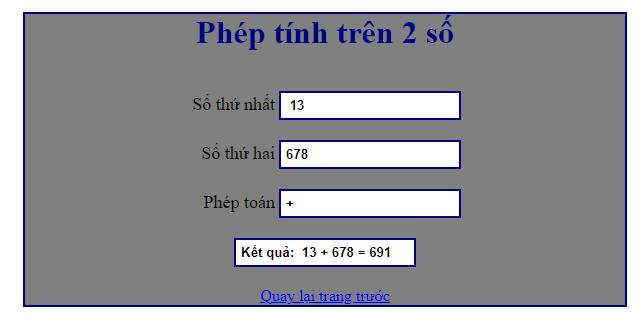 Phép tính trên 2 số
Số thứ nhất 13
Số thứ hai 678
Phép toán +
Kết quả: 13 + 678 = 691
Quay lại trang trước